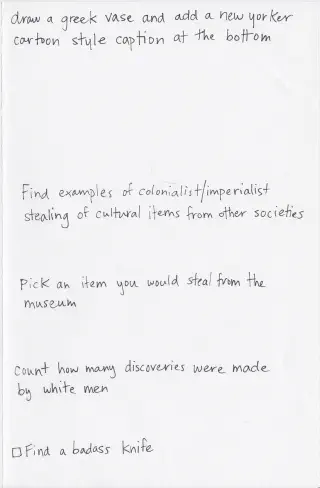 draw a greek vase and add a new yorker
cartoon style caption at the bottom
Find examples of colonialist/imperialist
stealing of cultural items from other societies
Pick an item you would steal from the
museum
Count how many discoveries were made
by white men
☐ Find a badass knife